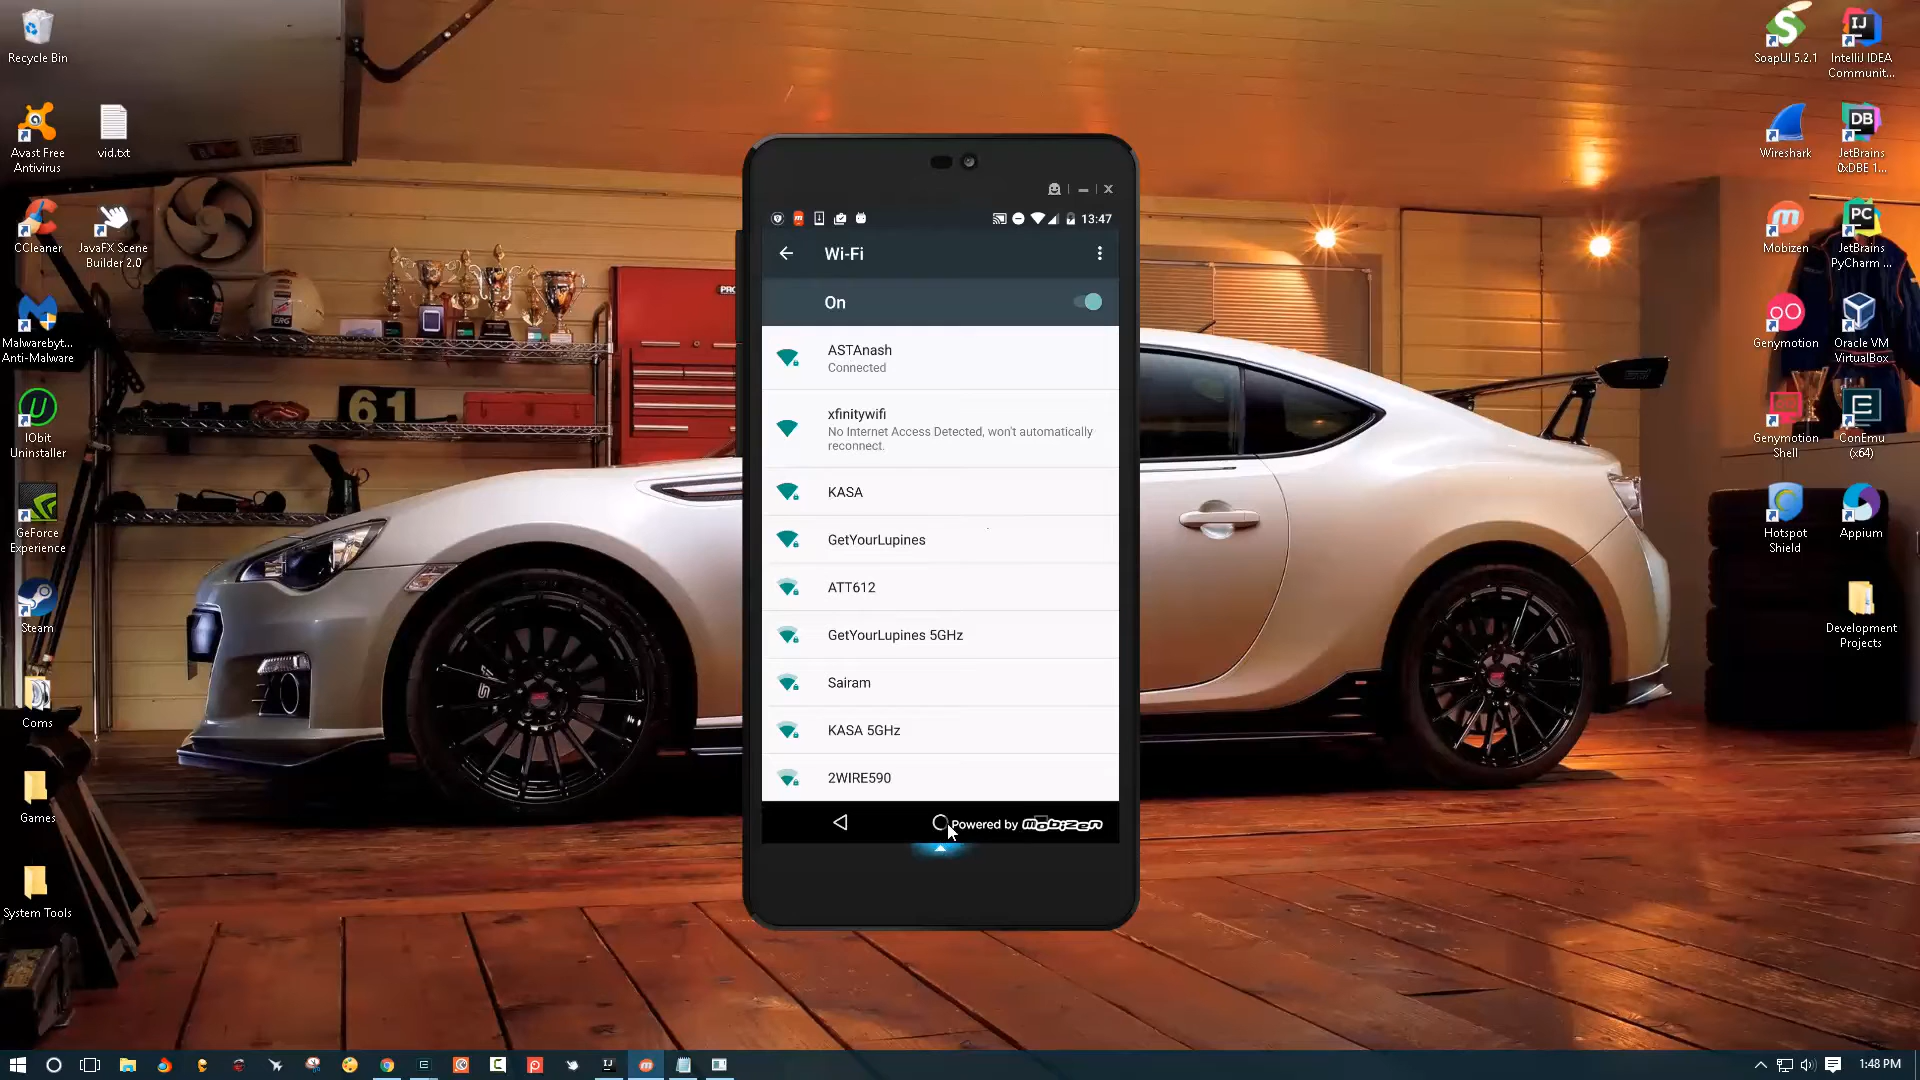 Recycle Bin
Avast Free
Antivirus
vid.txt
CCleaner
JavaFX Scene
Builder 2.0
Malwarebyt...
Anti-Malware
IObit
Uninstaller
GeForce
Experience
Steam
Coms
Games
System Tools
61
ERG
PRO
13:47
Wi-Fi
On
ASTAnash
Connected
xfinitywifi
No Internet Access Detected, won't automatically
reconnect.
KASA
GetYourLupines
ATT612
GetYourLupines 5GHz
Sairam
KASA 5GHz
2WIRE590
Powered by mobizen
SoapUI 5.2.1
IntelliJ IDEA
Communit...
Wireshark
JetBrains
0xDBE 1...
Mobizen
JetBrains
PyCharm ...
Genymotion
Oracle VM
VirtualBox
Genymotion
Shell
ConEmu
(x64)
Hotspot
Shield
Appium
Development
Projects
1:48 PM